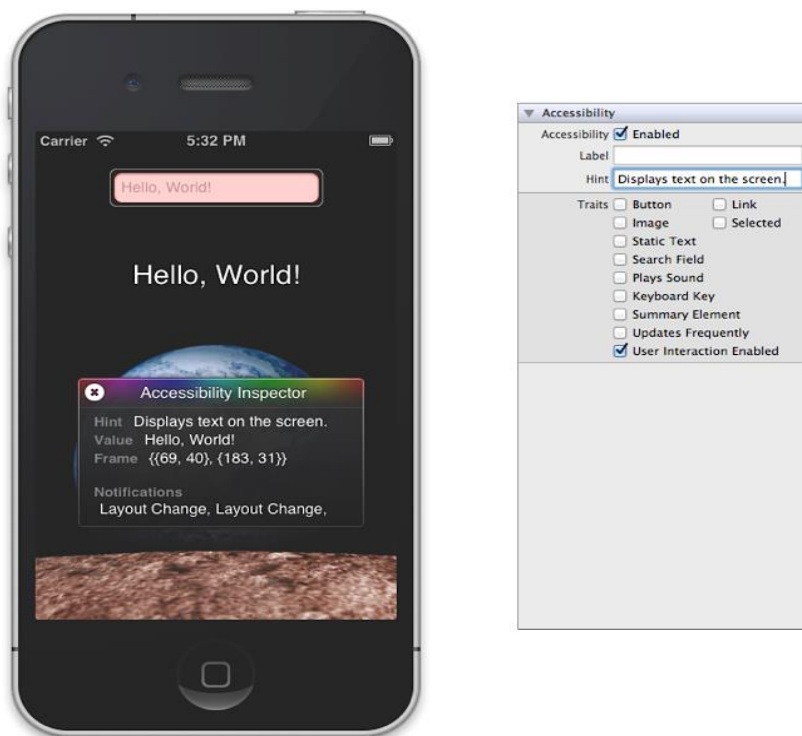 Carrier 5:32 PM
Hello, World!
Hello, World!
Accessibility Inspector
Hint Displays text on the screen.
Value Hello, World!
Frame {{69, 40}, {183, 31}}
Notifications
Layout Change, Layout Change,
Accessibility
Accessibility Enabled
Label
Hint Displays text on the screen.
Traits Button Link
Image Selected
Static Text
Search Field
Plays Sound
Keyboard Key
Summary Element
Updates Frequently
User Interaction Enabled